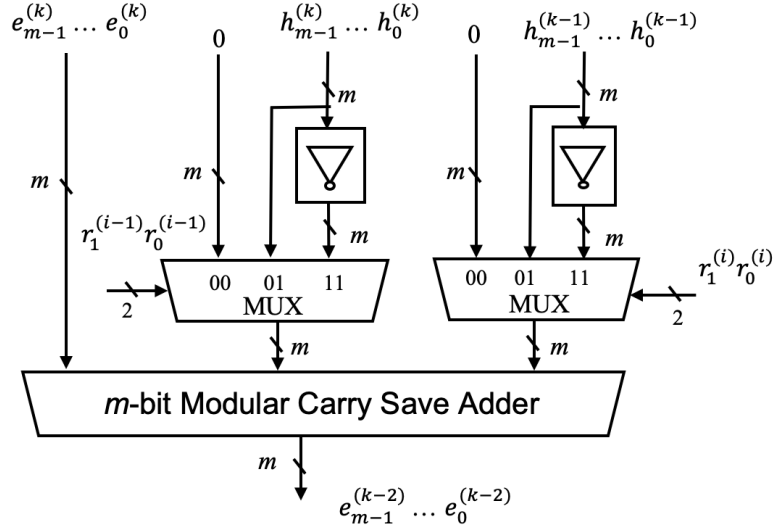 e_{m-1}^{(k)} … e_0^{(k)}
0
h_{m-1}^{(k)} … h_0^{(k)}
0
h_{m-1}^{(k-1)} … h_0^{(k-1)}
m
m
m
m
m
r_1^{(i-1)} r_0^{(i-1)}
m
m
00 01 11
MUX
2
00 01 11
MUX
r_1^{(i)} r_0^{(i)}
2
m
m
m-bit Modular Carry Save Adder
m
e_{m-1}^{(k-2)} … e_0^{(k-2)}